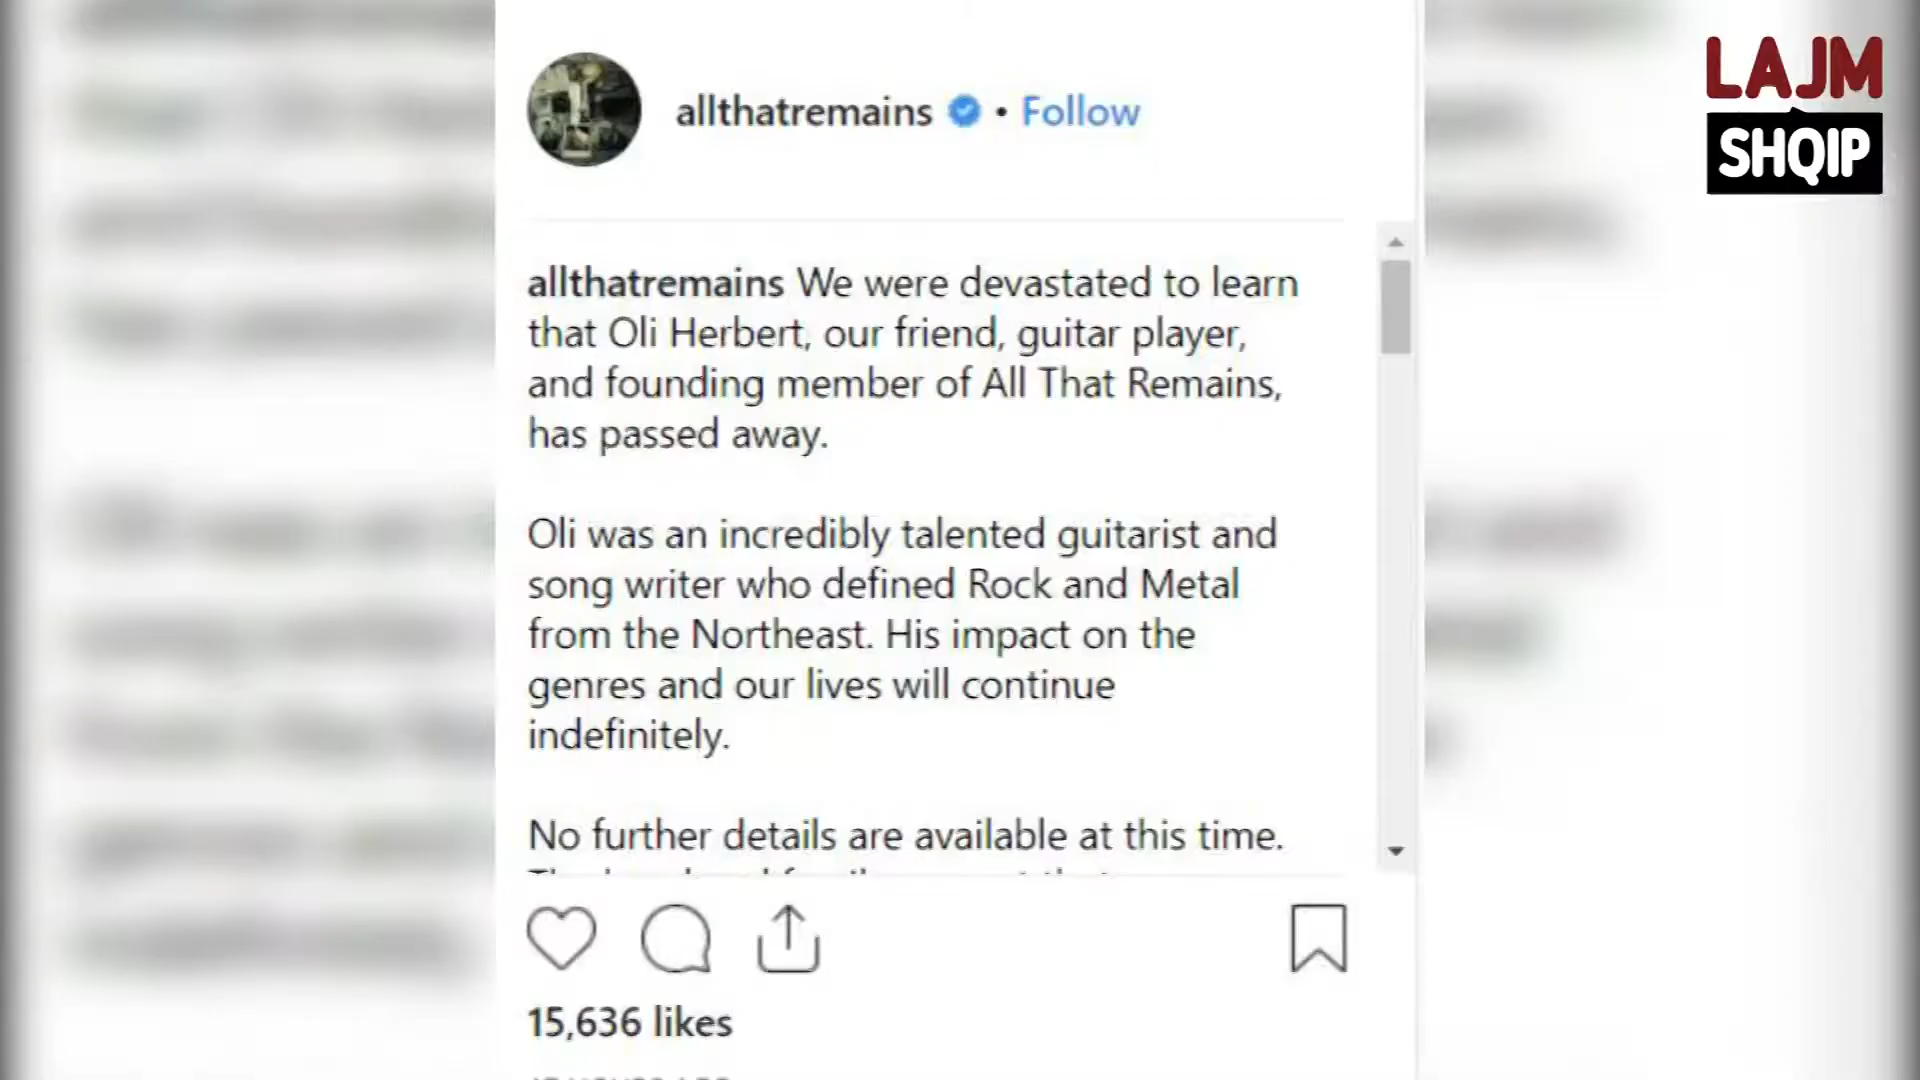 LAJM
SHQIP
allthatremains • Follow
allthatremains We were devastated to learn
that Oli Herbert, our friend, guitar player,
and founding member of All That Remains,
has passed away.
Oli was an incredibly talented guitarist and
song writer who defined Rock and Metal
from the Northeast. His impact on the
genres and our lives will continue
indefinitely.
No further details are available at this time.
15,636 likes